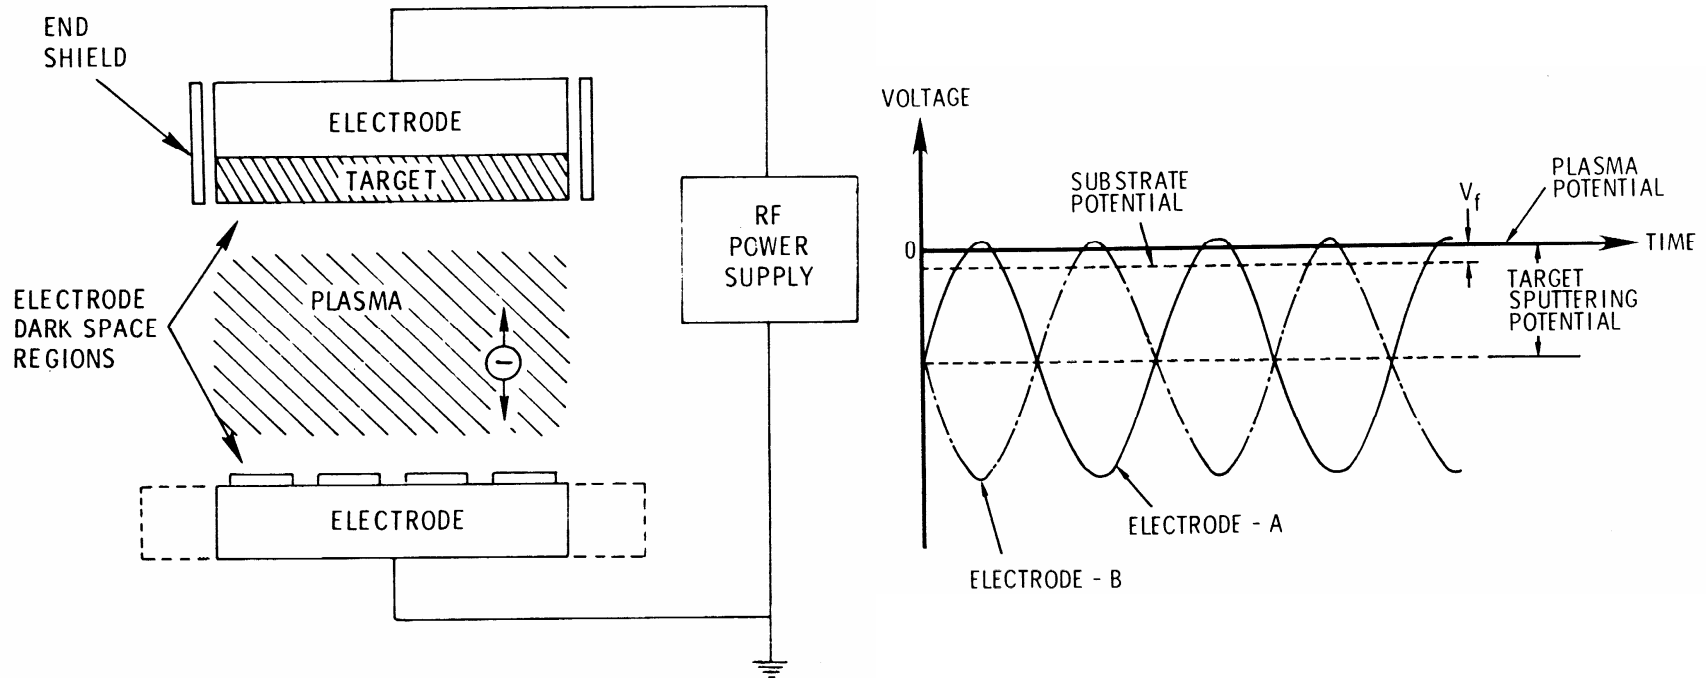 END
SHIELD
ELECTRODE
TARGET
RF
POWER
SUPPLY
PLASMA
ELECTRODE
DARK SPACE
REGIONS
ELECTRODE
VOLTAGE
SUBSTRATE
POTENTIAL
Vf
PLASMA
POTENTIAL
0
TIME
TARGET
SPUTTERING
POTENTIAL
ELECTRODE - A
ELECTRODE - B